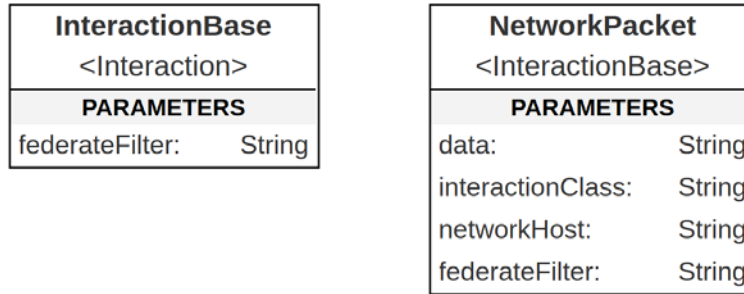 InteractionBase
<Interaction>
PARAMETERS
federateFilter: String
NetworkPacket
<InteractionBase>
PARAMETERS
data: String
interactionClass: String
networkHost: String
federateFilter: String